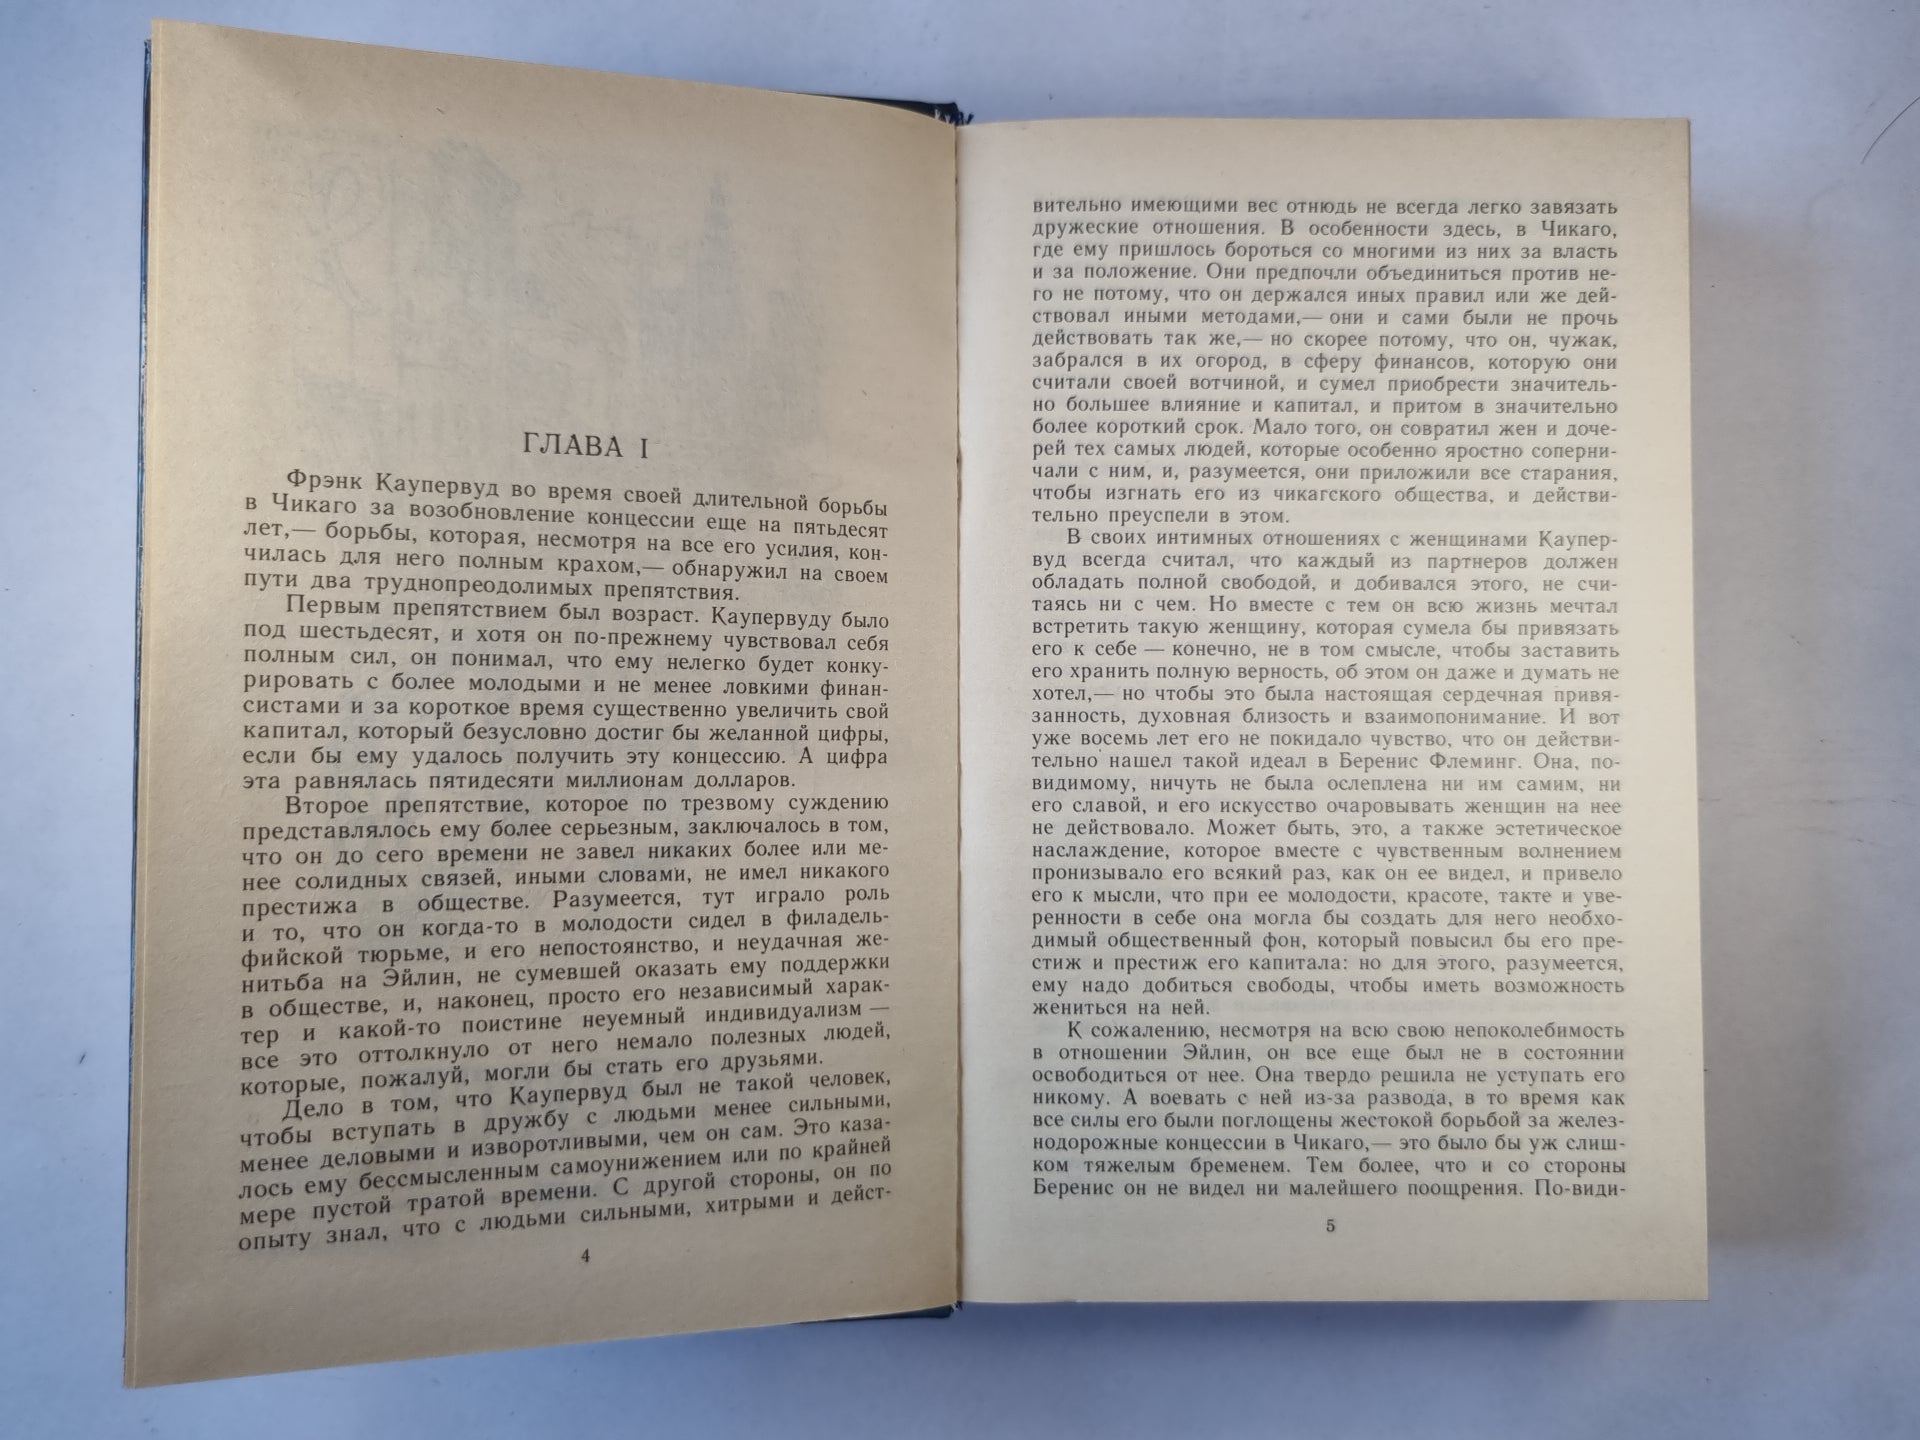 ГЛАВА I
Фрэнк Каупервуд во время своей длительной борьбы
в Чикаго за возобновление концессии еще на пятьдесят
лет,— борьбы, которая, несмотря на все его усилия, кон-
чилась для него полным крахом,— обнаружил на своем
пути два труднопреодолимых препятствия.
Первым препятствием был возраст. Каупервуду было
под шестьдесят, и хотя он по-прежнему чувствовал себя
полным сил, он понимал, что ему нелегко будет конку-
рировать с более молодыми и не менее ловкими финан-
систами и за короткое время существенно увеличить свой
капитал, который безусловно достиг бы желанной цифры,
если бы ему удалось получить эту концессию. А цифра
эта равнялась пятидесяти миллионам долларов.
Второе препятствие, которое по трезвому суждению
представлялось ему более серьезным, заключалось в том,
что он до сего времени не завел никаких более или ме-
нее солидных связей, иными словами, не имел никакого
престижа в обществе. Разумеется, тут играло роль
и то, что он когда-то в молодости сидел в филадель-
фийской тюрьме, и его непостоянство, и неудачная же-
нитьба на Эйлин, не сумевшей оказать ему поддержки
в обществе, и, наконец, просто его независимый харак-
тер и какой-то поистине неуемный индивидуализм —
все это оттолкнуло от него немало полезных людей,
которые, пожалуй, могли бы стать его друзьями.
Дело в том, что Каупервуд был не такой человек,
чтобы вступать в дружбу с людьми менее сильными,
менее деловыми и изворотливыми, чем он сам. Это каза-
лось ему бессмысленным самоунижением или по крайней
мере пустой тратой времени. С другой стороны, он по
опыту знал, что с людьми сильными, хитрыми и дейст-
4
вительно имеющими вес отнюдь не всегда легко завязать
дружеские отношения. В особенности здесь, в Чикаго,
где ему пришлось бороться со многими из них за власть
и за положение. Они предпочли объединиться против не-
го не потому, что он держался иных правил или же дей-
ствовал иными методами,— они и сами были не прочь
действовать так же,— но скорее потому, что он, чужак,
забрался в их огород, в сферу финансов, которую они
считали своей вотчиной, и сумел приобрести значитель-
но большее влияние и капитал, и притом в значительно
более короткий срок. Мало того, он совратил жен и доче-
рей тех самых людей, которые особенно яростно соперни-
чали с ним, и, разумеется, они приложили все старания,
чтобы изгнать его из чикагского общества, и действи-
тельно преуспели в этом.
В своих интимных отношениях с женщинами Каупер-
вуд всегда считал, что каждый из партнеров должен
обладать полной свободой, и добивался этого, не счи-
таясь ни с чем. Но вместе с тем он всю жизнь мечтал
встретить такую женщину, которая сумела бы привязать
его к себе — конечно, не в том смысле, чтобы заставить
его хранить полную верность, об этом он даже и думать не
хотел,— но чтобы это была настоящая сердечная привя-
занность, духовная близость и взаимопонимание. И вот
уже восемь лет его не покидало чувство, что он действи-
тельно нашел такой идеал в Беренис Флеминг. Она, по-
видимому, ничуть не была ослеплена ни им самим, ни
его славой, и его искусство очаровывать женщин на нее
не действовало. Может быть, это, а также эстетическое
наслаждение, которое вместе с чувственным волнением
пронизывало его всякий раз, как он ее видел, и привело
его к мысли, что при ее молодости, красоте, такте и уве-
ренности в себе она могла бы создать для него необхо-
димый общественный фон, который повысил бы его пре-
стиж и престиж его капитала: но для этого, разумеется,
ему надо добиться свободы, чтобы иметь возможность
жениться на ней.
К сожалению, несмотря на всю свою непоколебимость
в отношении Эйлин, он все еще был не в состоянии
освободиться от нее. Она твердо решила не уступать его
никому. А воевать с ней из-за развода, в то время как
все силы его были поглощены жестокой борьбой за желез-
нодорожные концессии в Чикаго,— это было бы уж слиш-
ком тяжелым бременем. Тем более, что и со стороны
Беренис он не видел ни малейшего поощрения. По-види-
5